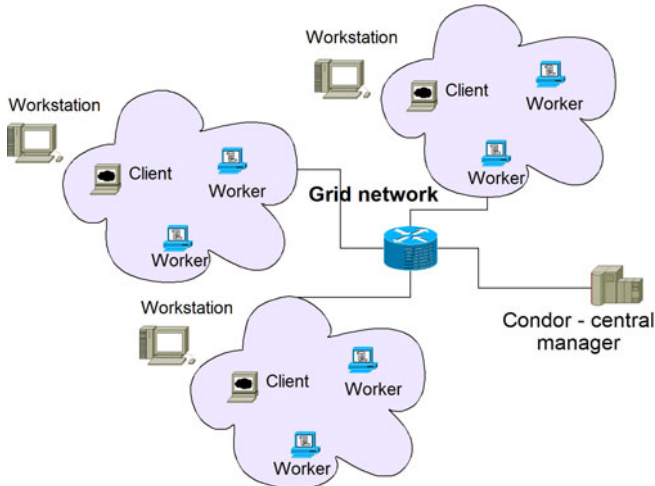 Workstation
Client
Worker
Worker
Workstation
Client
Worker
Worker
Grid network
Condor - central
manager
Workstation
Client
Worker
Worker